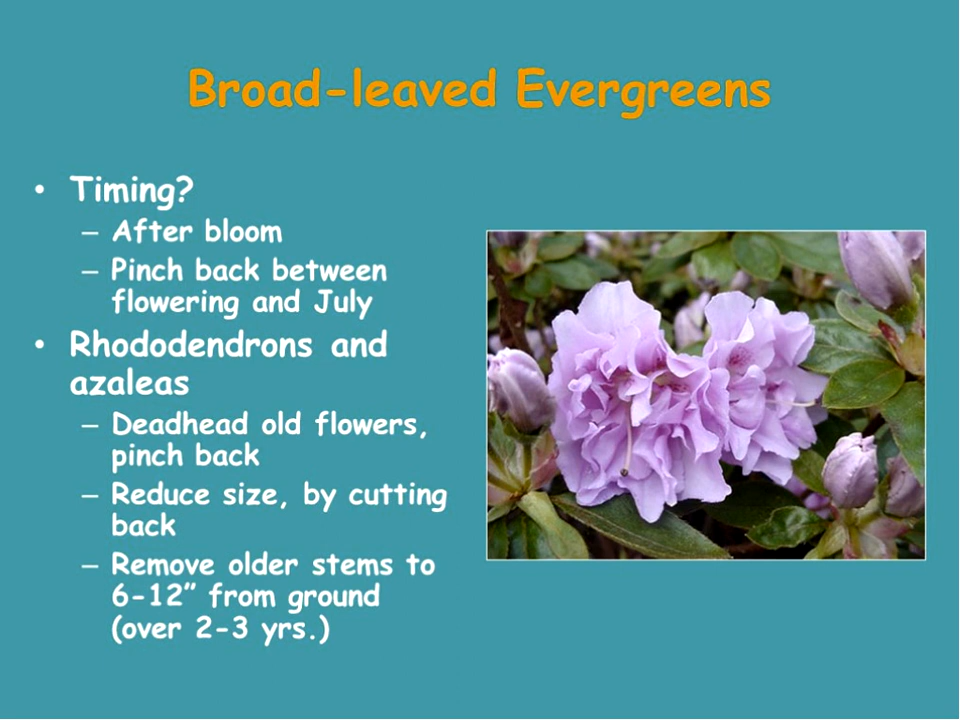 Broad-leaved Evergreens
• Timing?
– After bloom
– Pinch back between
flowering and July
• Rhododendrons and
azaleas
– Deadhead old flowers,
pinch back
– Reduce size, by cutting
back
– Remove older stems to
6-12” from ground
(over 2-3 yrs.)